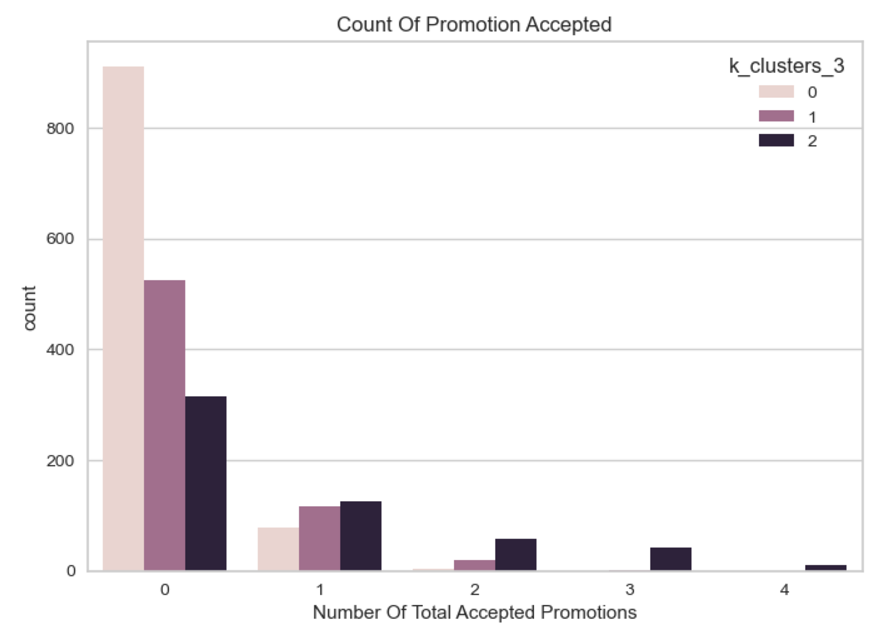 Count Of Promotion Accepted
k_clusters_3
0
1
2
800
600
400
200
0
count
0 1 2 3 4
Number Of Total Accepted Promotions